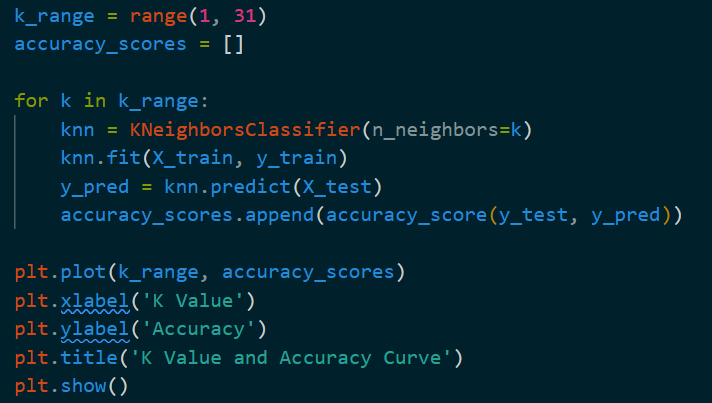 k_range = range(1, 31)
accuracy_scores = []
for k in k_range:
    knn = KNeighborsClassifier(n_neighbors=k)
    knn.fit(X_train, y_train)
    y_pred = knn.predict(X_test)
    accuracy_scores.append(accuracy_score(y_test, y_pred))
plt.plot(k_range, accuracy_scores)
plt.xlabel('K Value')
plt.ylabel('Accuracy')
plt.title('K Value and Accuracy Curve')
plt.show()